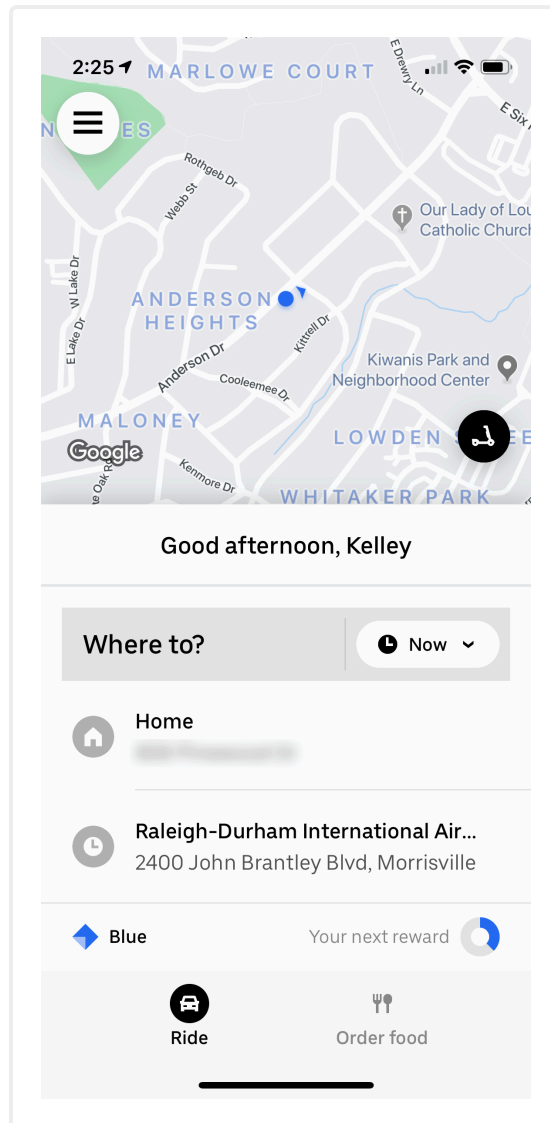 2:25
MARLOWE COURT
E Drewry Ln
ES
Rothgeb Dr
Webb St
Our Lady of Lou
Catholic Church
W Lake Dr
E Lake Dr
ANDERSON
HEIGHTS
Kittrell Dr
Anderson Dr
Cooleemee Dr
Kiwanis Park and
Neighborhood Center
MALONEY
LOWDEN
Google
Kenmore Dr
WHITAKER PARK
Good afternoon, Kelley
Where to?
Now
Home
Raleigh-Durham International Air...
2400 John Brantley Blvd, Morrisville
Blue
Your next reward
Ride
Order food